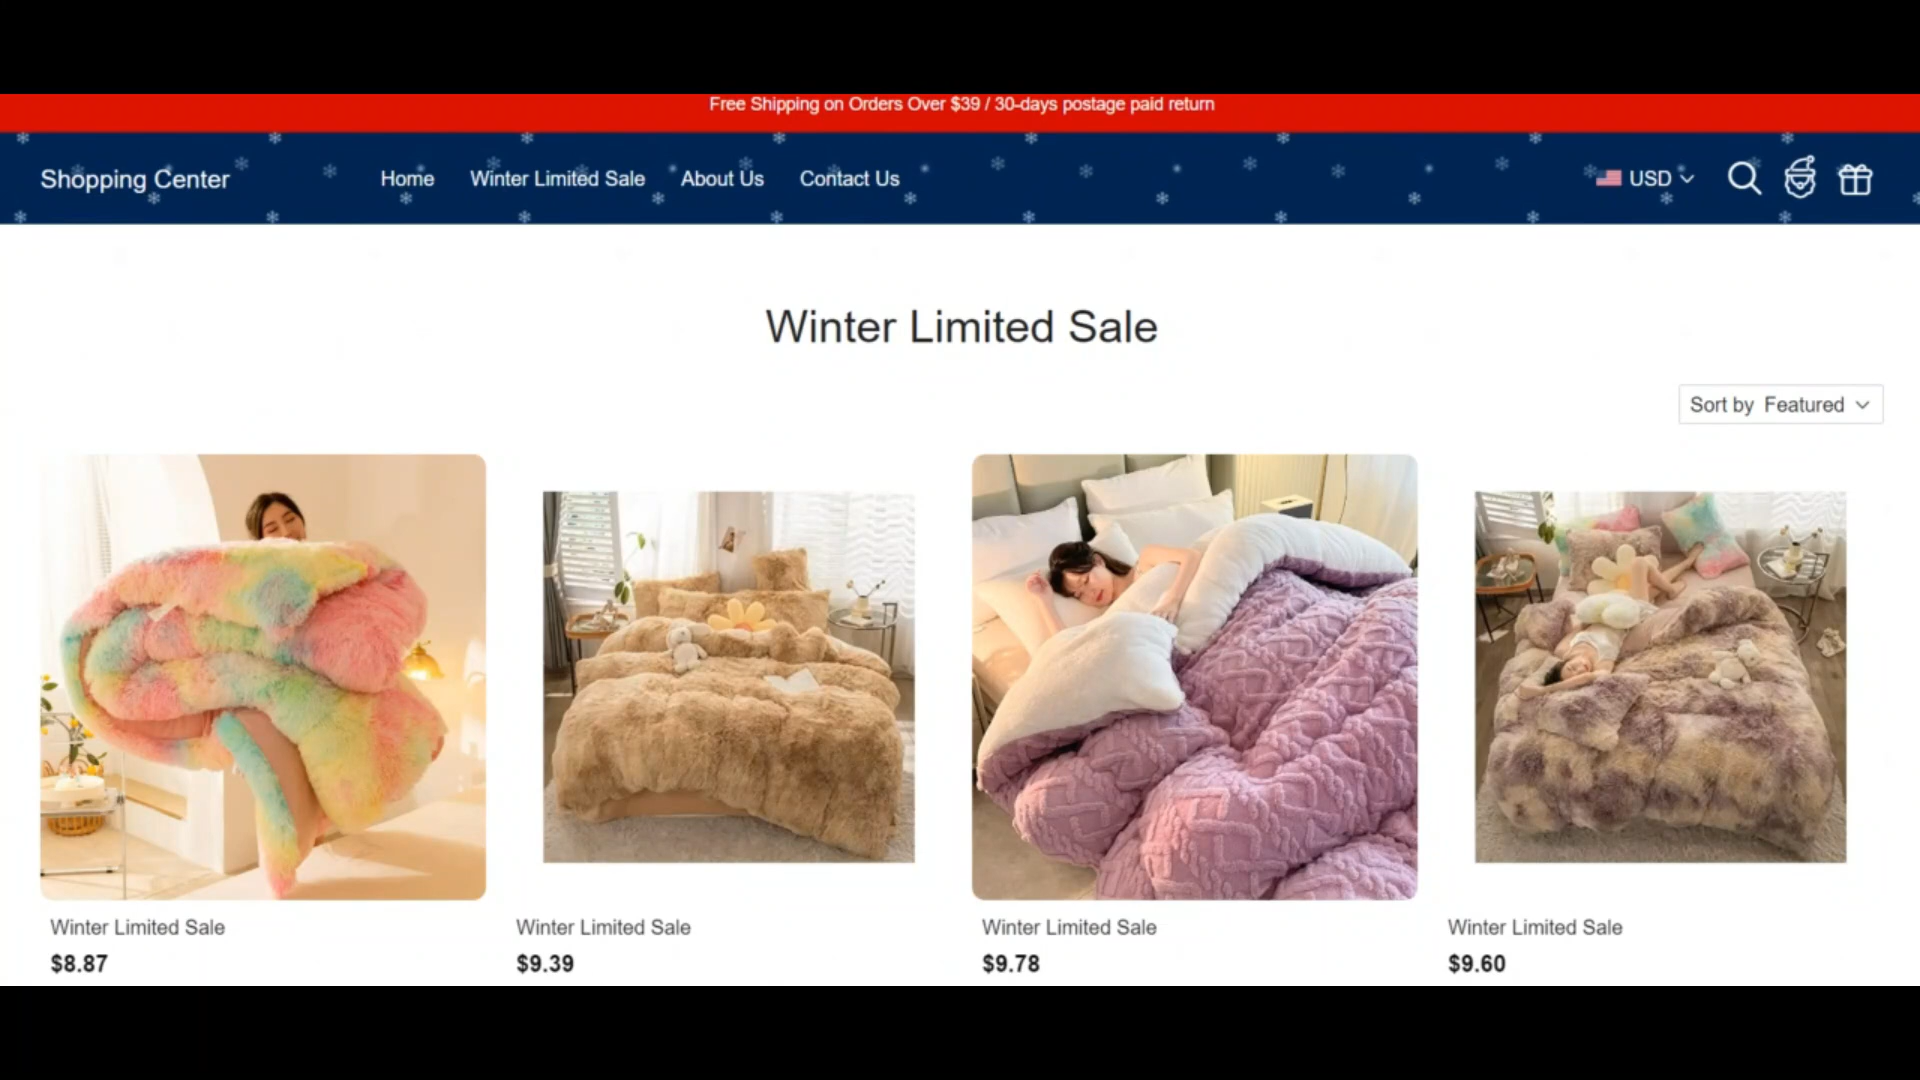 Free Shipping on Orders Over $39 / 30-days postage paid return
Shopping Center Home Winter Limited Sale About Us Contact Us USD
Winter Limited Sale
Sort by Featured
Winter Limited Sale Winter Limited Sale Winter Limited Sale Winter Limited Sale
$8.87 $9.39 $9.78 $9.60